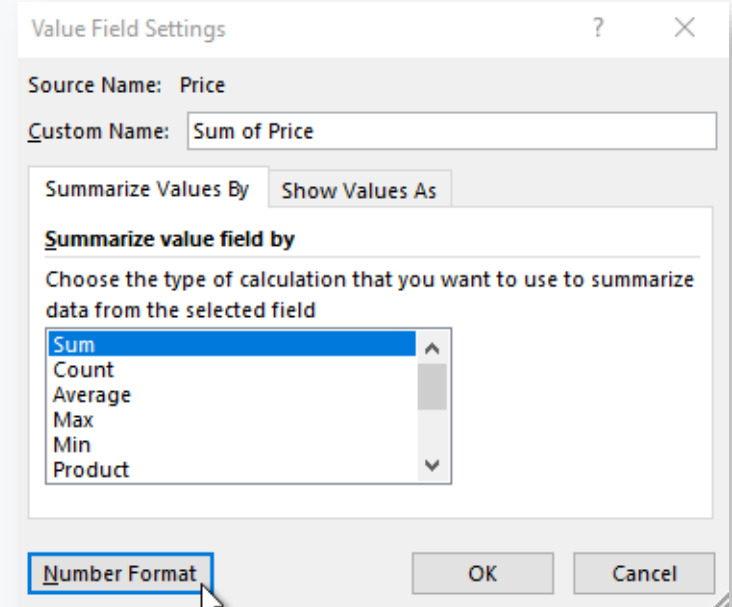 Value Field Settings ?
Source Name: Price
Custom Name: Sum of Price
Summarize Values By Show Values As
Summarize value field by
Choose the type of calculation that you want to use to summarize
data from the selected field
Sum
Count
Average
Max
Min
Product
Number Format OK Cancel